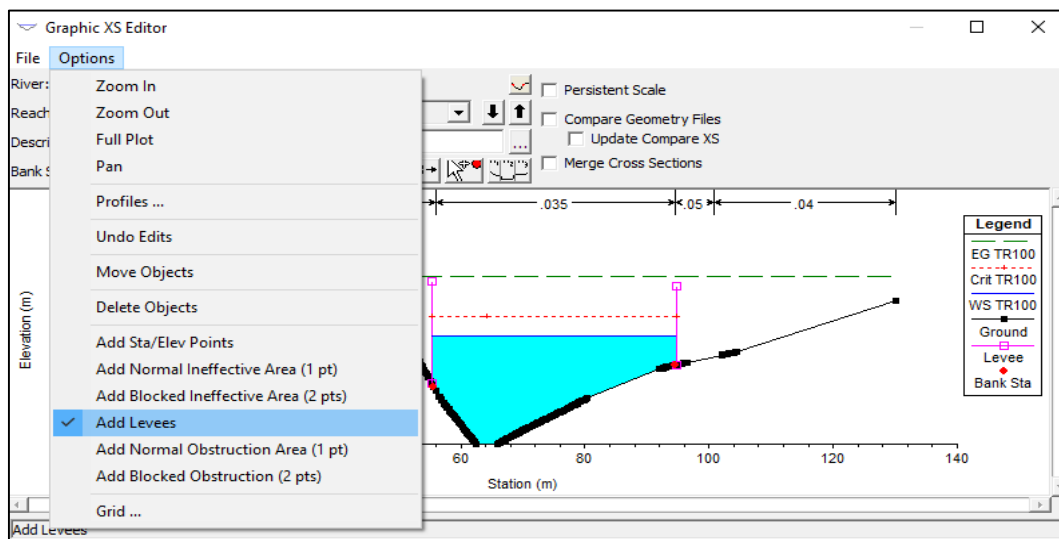 Graphic XS Editor
File Options
River:
Reach
Descri
Bank S
Zoom In
Zoom Out
Full Plot
Pan
Profiles ...
Undo Edits
Move Objects
Delete Objects
Add Sta/Elev Points
Add Normal Ineffective Area (1 pt)
Add Blocked Ineffective Area (2 pts)
Add Levees
Add Normal Obstruction Area (1 pt)
Add Blocked Obstruction (2 pts)
Grid ...
...
Persistent Scale
Compare Geometry Files
Update Compare XS
Merge Cross Sections
.035 .05 .04
Legend
EG TR100
Crit TR100
WS TR100
Ground
Levee
Bank Sta
Elevation (m)
60 80 100 120 140
Station (m)
Add Levees